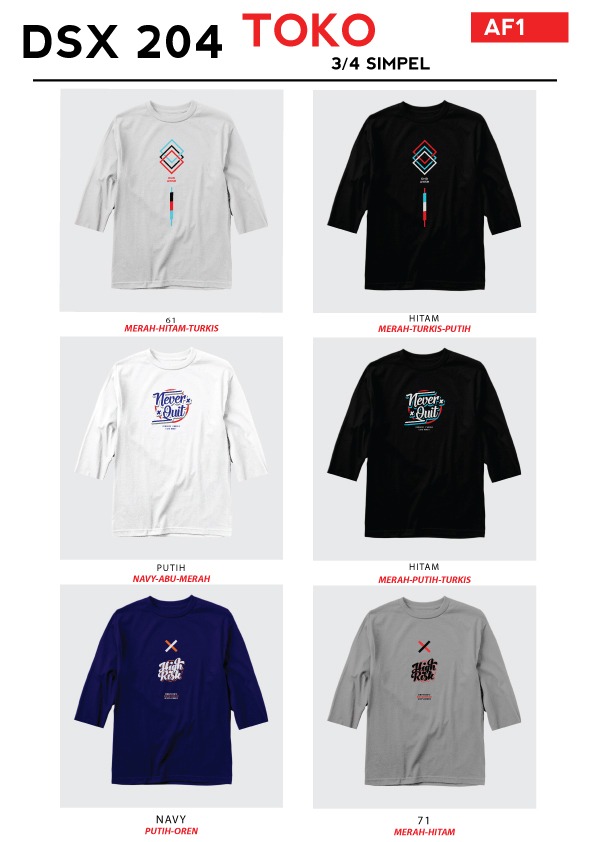 DSX 204
TOKO
AF1
3/4 SIMPEL
61
MERAH-HITAM-TURKIS
HITAM
MERAH-TURKIS-PUTIH
Never
Quit
Never
Quit
PUTIH
NAVY-ABU-MERAH
HITAM
MERAH-PUTIH-TURKIS
High
Risk
High
Risk
NAVY
PUTIH-OREN
71
MERAH-HITAM